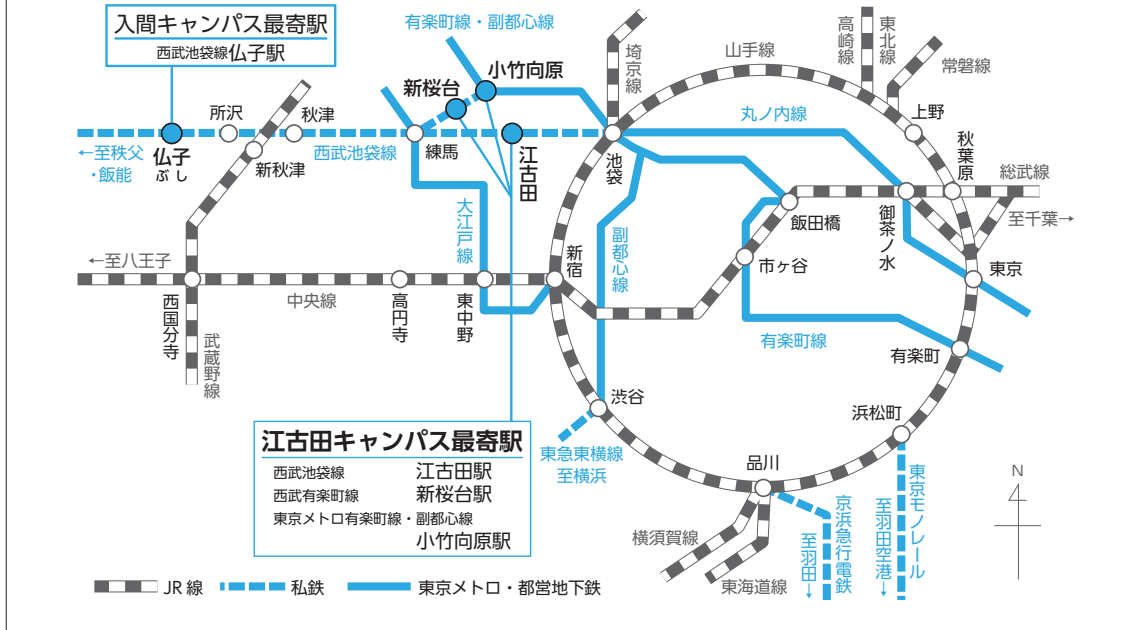 入間キャンパス最寄駅
西武池袋線仏子駅
有楽町線・副都心線
埼京線
山手線
高崎線
東北線
常磐線
小竹向原
新桜台
丸ノ内線
上野
所沢
秋津
←至秩父
・飯能
仏子
ぶし
新秋津
西武池袋線
練馬
江古田
池袋
秋葉原
総武線
至千葉→
大江戸線
副都心線
飯田橋
御茶ノ水
←至八王子
新宿
市ヶ谷
東京
西国分寺
中央線
高円寺
東中野
武蔵野線
有楽町線
有楽町
渋谷
浜松町
東急東横線
至横浜
品川
江古田キャンパス最寄駅
西武池袋線 江古田駅
西武有楽町線 新桜台駅
東京メトロ有楽町線・副都心線
小竹向原駅
横須賀線
東海道線
京浜急行電鉄
至羽田→
東京モノレール
至羽田空港→
N
JR線 私鉄 東京メトロ・都営地下鉄